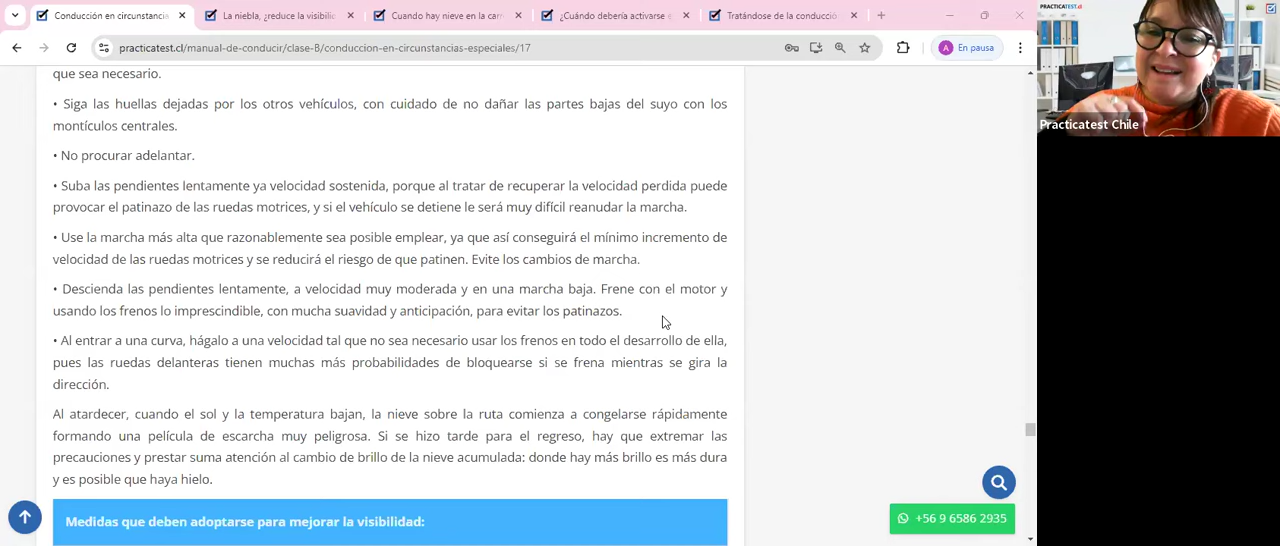 Conducción en circunstancia
La niebla, ¿reduce la visibili
Cuando hay nieve en la carr
¿Cuándo debería activarse e
Tratándose de la conducció
practicatest.cl/manual-de-conducir/clase-B/conduccion-en-circunstancias-especiales/17
A En pausa
PRACTICATEST.cl
Practicatest Chile
que sea necesario.
• Siga las huellas dejadas por los otros vehículos, con cuidado de no dañar las partes bajas del suyo con los
montículos centrales.
• No procurar adelantar.
• Suba las pendientes lentamente ya velocidad sostenida, porque al tratar de recuperar la velocidad perdida puede
provocar el patinazo de las ruedas motrices, y si el vehículo se detiene le será muy difícil reanudar la marcha.
• Use la marcha más alta que razonablemente sea posible emplear, ya que así conseguirá el mínimo incremento de
velocidad de las ruedas motrices y se reducirá el riesgo de que patinen. Evite los cambios de marcha.
• Descienda las pendientes lentamente, a velocidad muy moderada y en una marcha baja. Frene con el motor y
usando los frenos lo imprescindible, con mucha suavidad y anticipación, para evitar los patinazos.
• Al entrar a una curva, hágalo a una velocidad tal que no sea necesario usar los frenos en todo el desarrollo de ella,
pues las ruedas delanteras tienen muchas más probabilidades de bloquearse si se frena mientras se gira la
dirección.
Al atardecer, cuando el sol y la temperatura bajan, la nieve sobre la ruta comienza a congelarse rápidamente
formando una película de escarcha muy peligrosa. Si se hizo tarde para el regreso, hay que extremar las
precauciones y prestar suma atención al cambio de brillo de la nieve acumulada: donde hay más brillo es más dura
y es posible que haya hielo.
Medidas que deben adoptarse para mejorar la visibilidad:
+56 9 6586 2935